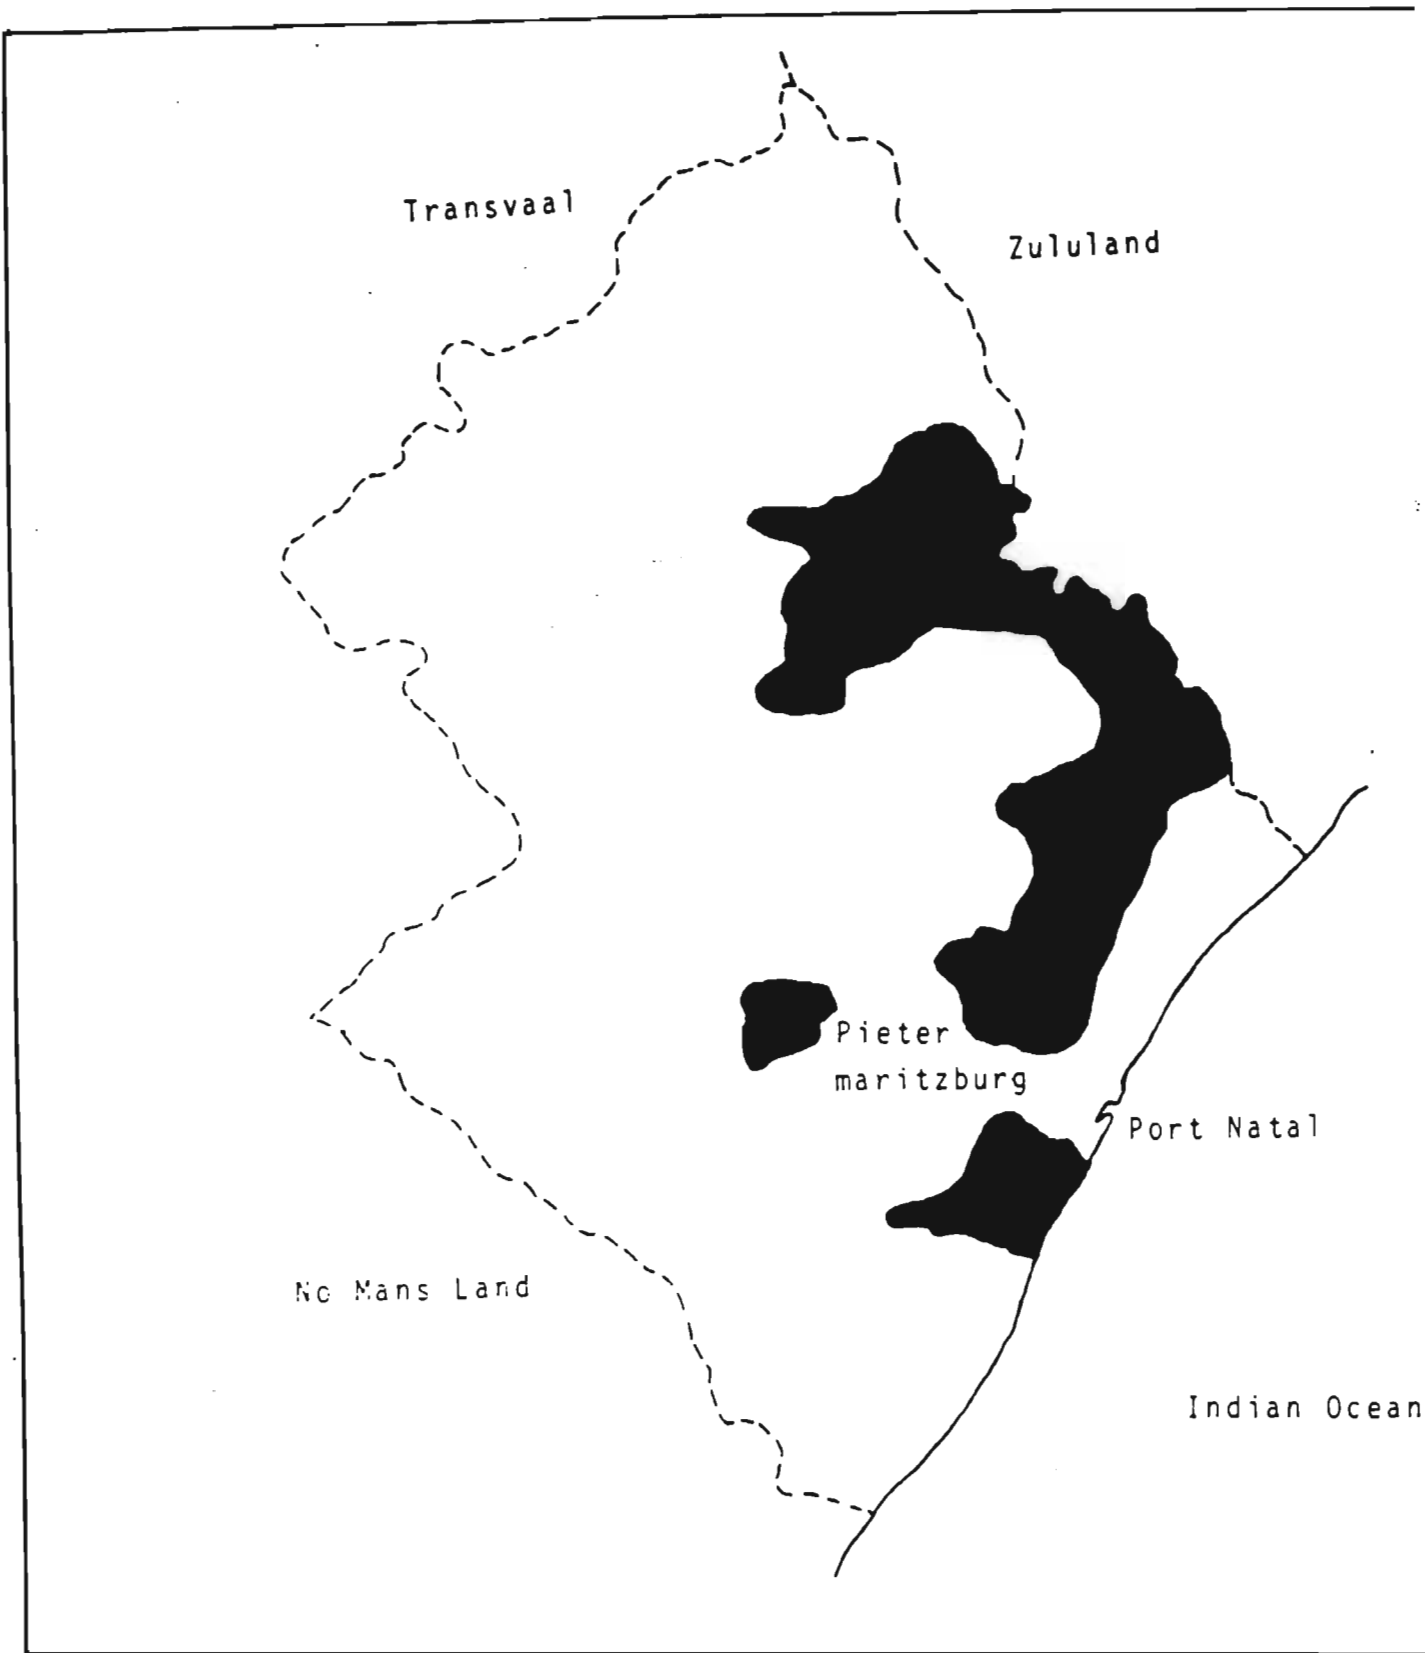 Transvaal
Zululand
Pieter
maritzburg
Port Natal
No Mans Land
Indian Ocean